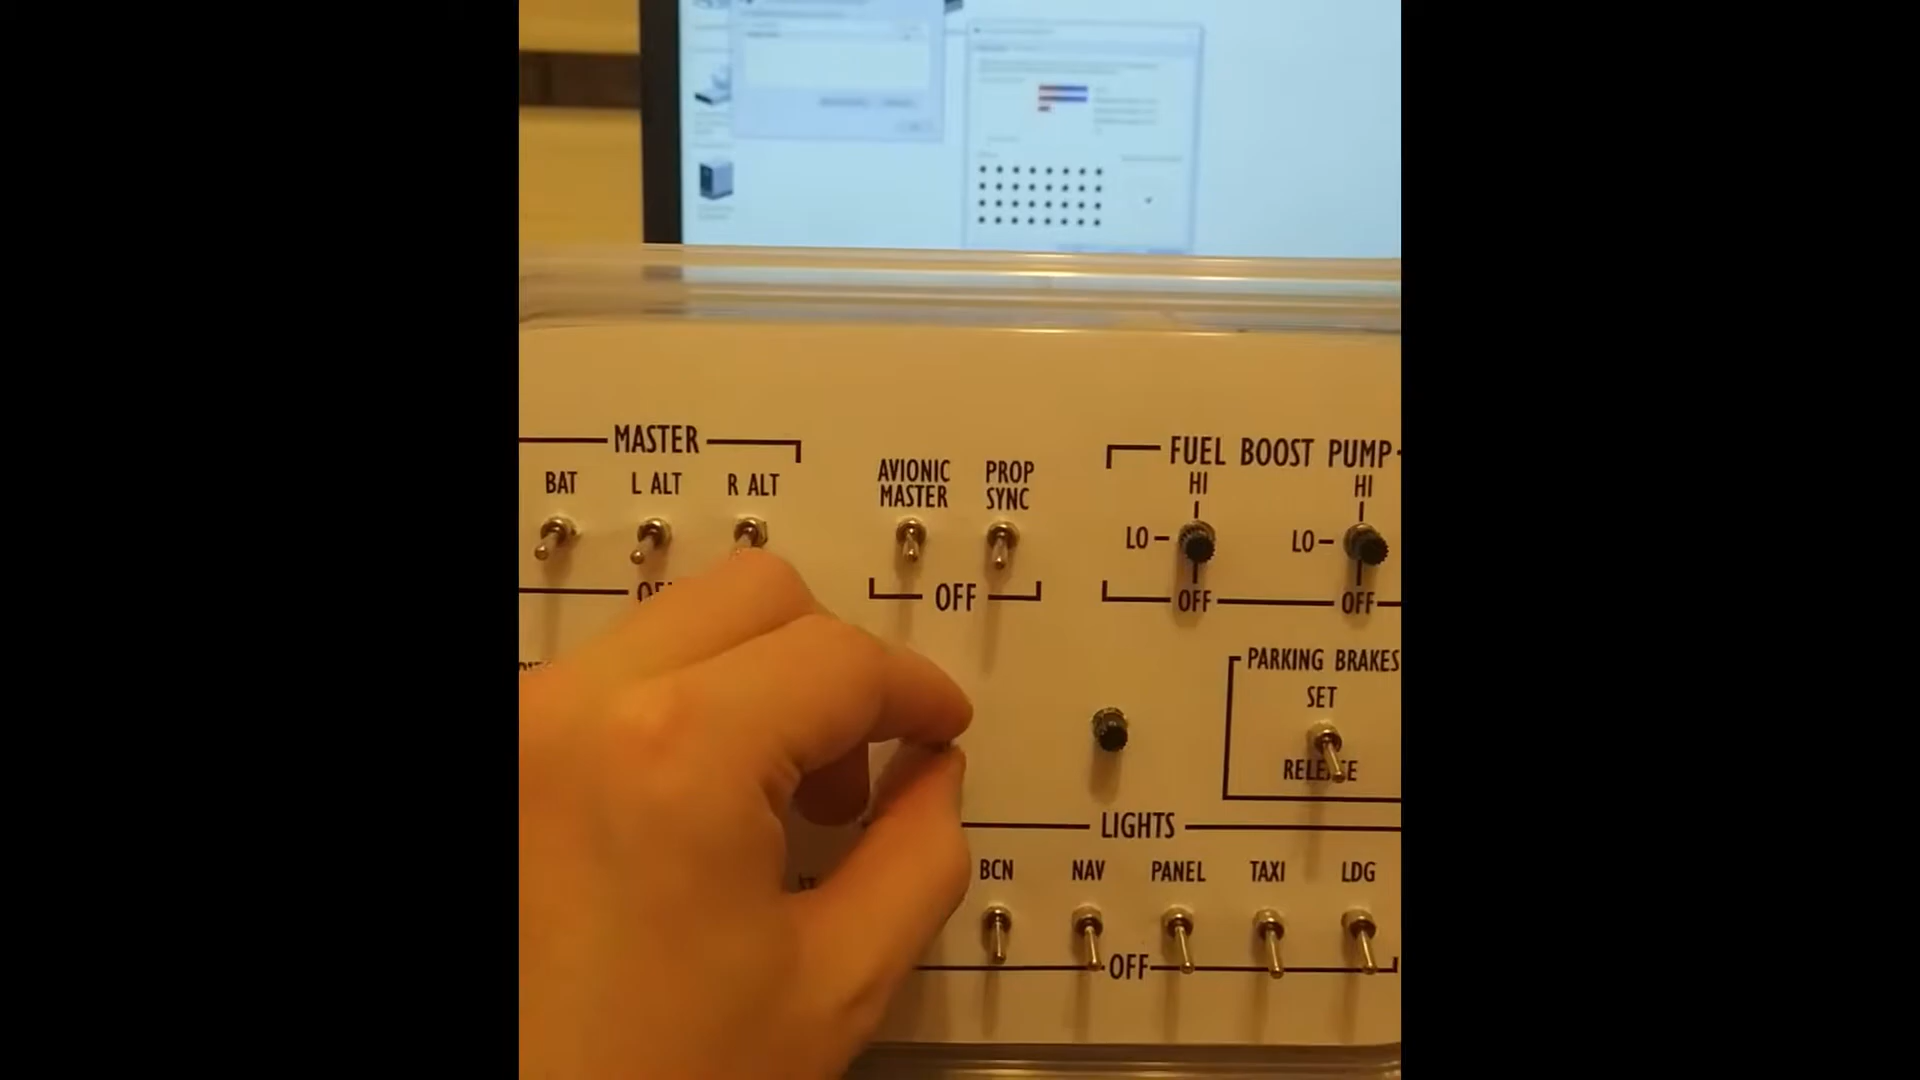 MASTER
BAT
L ALT
R ALT
AVIONIC
MASTER
PROP
SYNC
OFF
FUEL BOOST PUMP
HI
LO
OFF
HI
LO
OFF
PARKING BRAKES
SET
RELEASE
LIGHTS
BCN
NAV
PANEL
TAXI
LDG
OFF